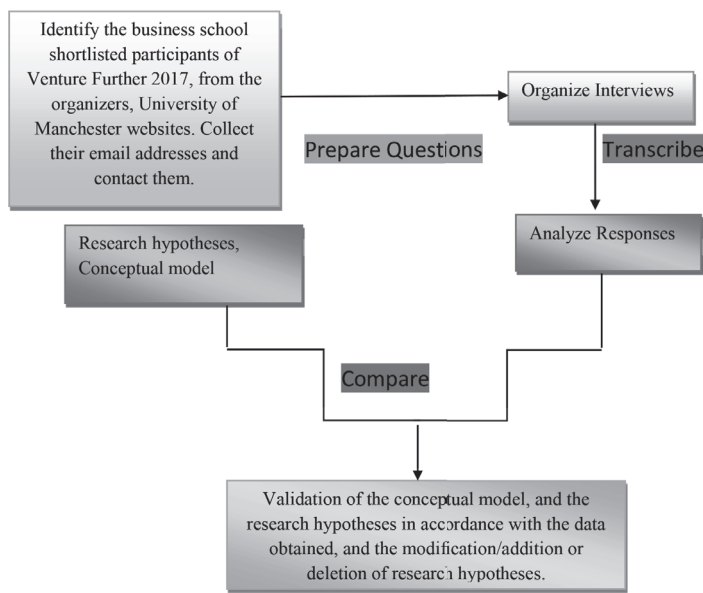 Identify the business school
shortlisted participants of
Venture Further 2017, from the
organizers, University of
Manchester websites. Collect
their email addresses and
contact them.
Organize Interviews
Prepare Questions
Transcribe
Research hypotheses,
Conceptual model
Analyze Responses
Compare
Validation of the conceptual model, and the
research hypotheses in accordance with the data
obtained, and the modification/addition or
deletion of research hypotheses.